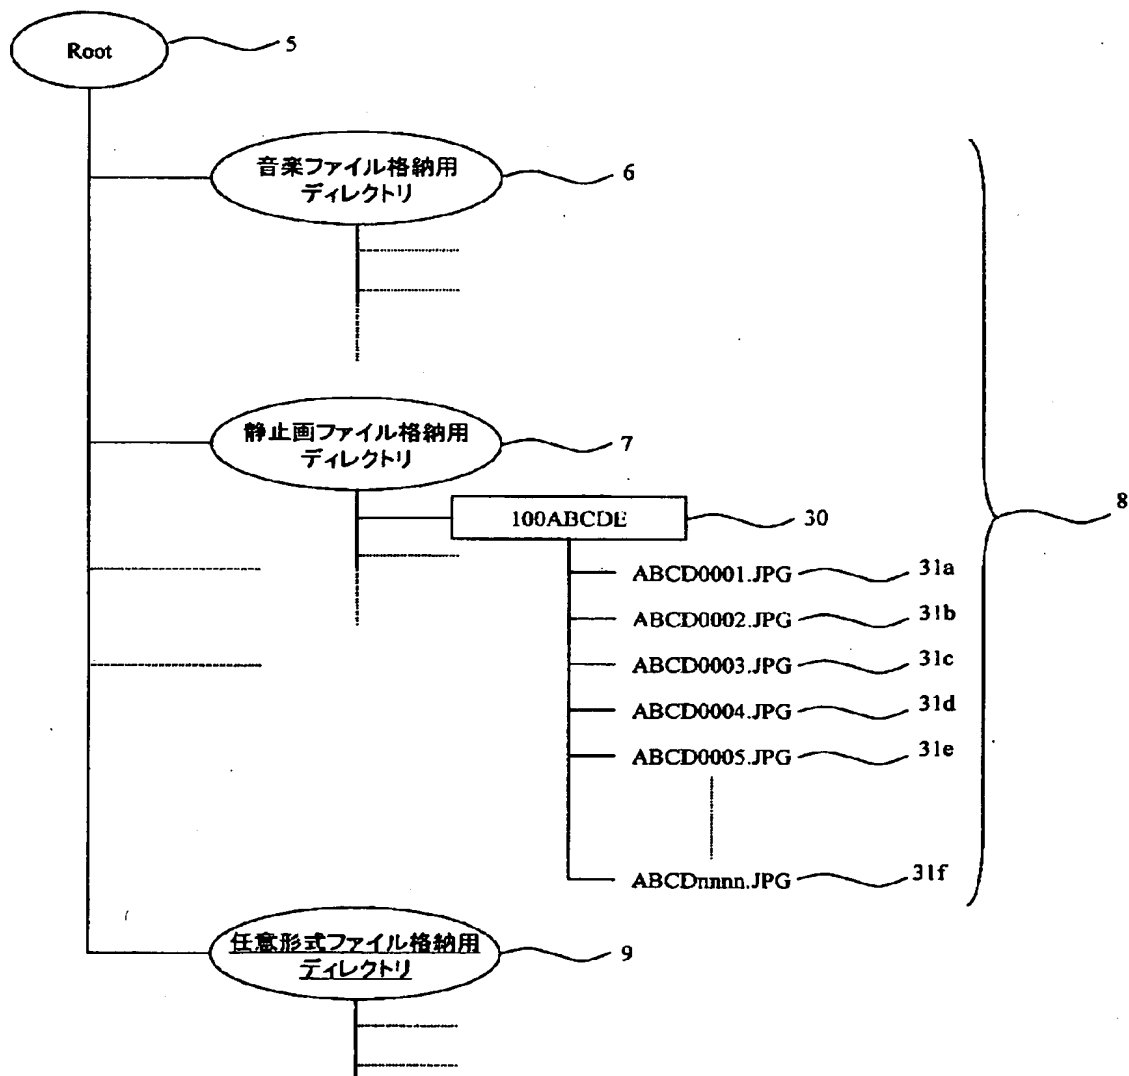 Root 5
音楽ファイル格納用
ディレクトリ 6
静止画ファイル格納用
ディレクトリ 7
8
100ABCDE 30
ABCD0001.JPG 31a
ABCD0002.JPG 31b
ABCD0003.JPG 31c
ABCD0004.JPG 31d
ABCD0005.JPG 31e
ABCDnnnn.JPG 31f
任意形式ファイル格納用
ディレクトリ 9